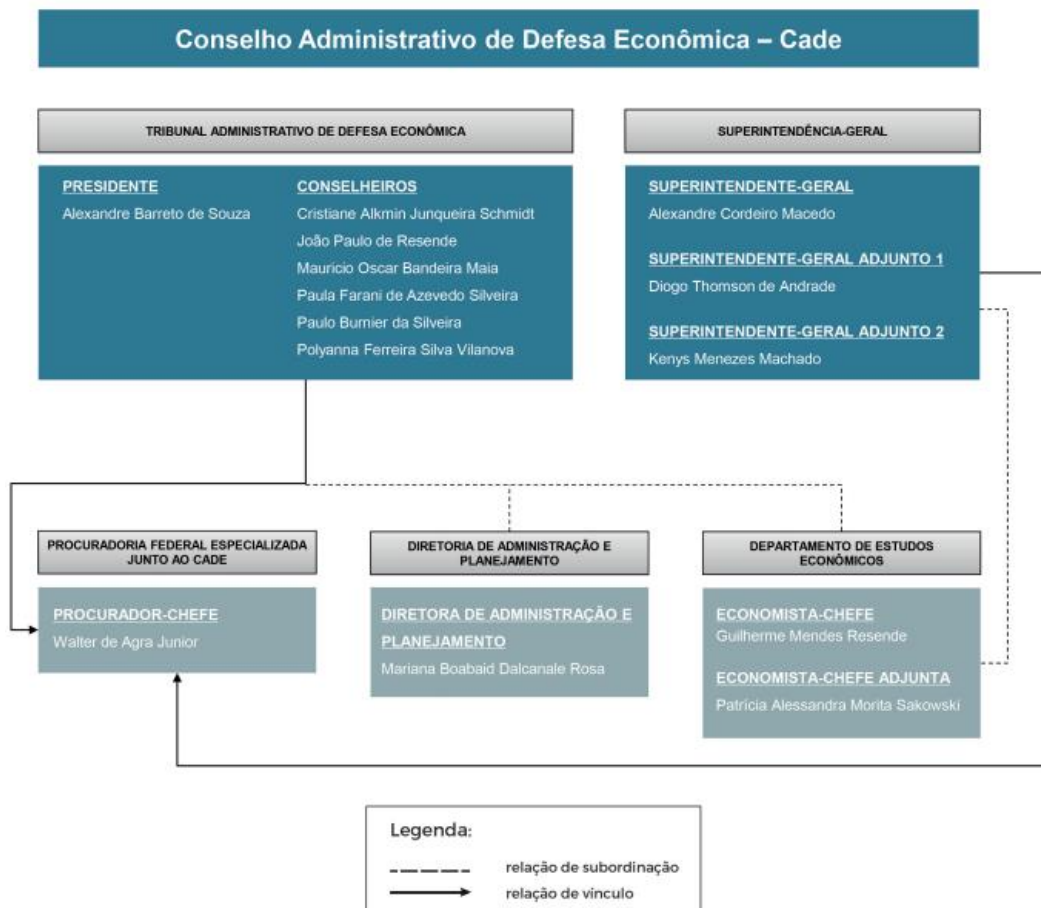 Conselho Administrativo de Defesa Econômica – Cade
TRIBUNAL ADMINISTRATIVO DE DEFESA ECONÔMICA
PRESIDENTE
Alexandre Barreto de Souza
CONSELHEIROS
Cristiane Alkmin Junqueira Schmidt
João Paulo de Resende
Mauricio Oscar Bandeira Maia
Paula Farani de Azevedo Silveira
Paulo Burnier da Silveira
Polyanna Ferreira Silva Vilanova
SUPERINTENDÊNCIA-GERAL
SUPERINTENDENTE-GERAL
Alexandre Cordeiro Macedo
SUPERINTENDENTE-GERAL ADJUNTO 1
Diogo Thomson de Andrade
SUPERINTENDENTE-GERAL ADJUNTO 2
Kenys Menezes Machado
PROCURADORIA FEDERAL ESPECIALIZADA
JUNTO AO CADE
PROCURADOR-CHEFE
Walter de Agra Junior
DIRETORIA DE ADMINISTRAÇÃO E
PLANEJAMENTO
DIRETORA DE ADMINISTRAÇÃO E
PLANEJAMENTO
Mariana Boabaid Dalcanale Rosa
DEPARTAMENTO DE ESTUDOS
ECONÔMICOS
ECONOMISTA-CHEFE
Guilherme Mendes Resende
ECONOMISTA-CHEFE ADJUNTA
Patrícia Alessandra Morita Sakowski
Legenda:
relação de subordinação
relação de vínculo